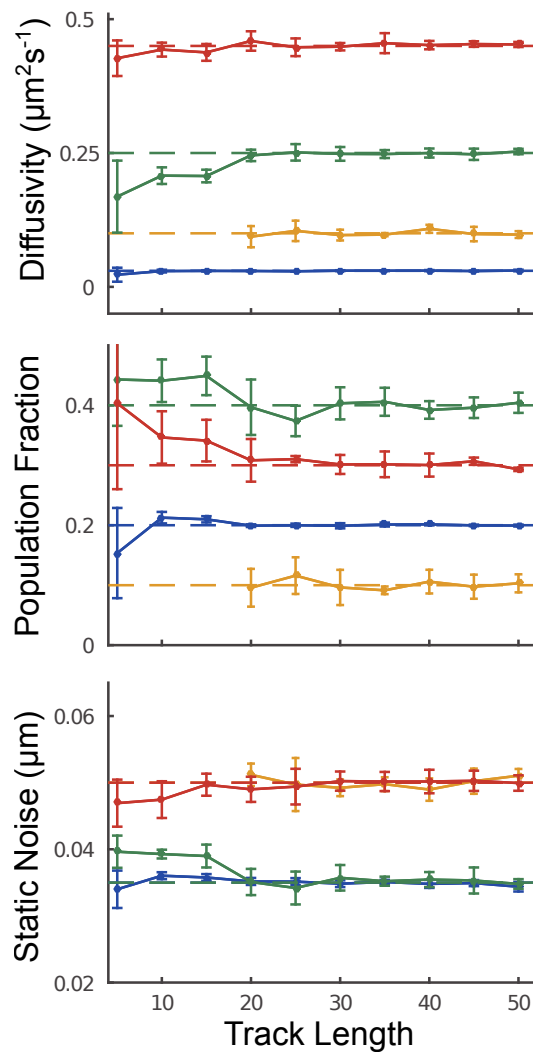 0.5
0.25
0
Diffusivity (μm²s⁻¹)
0.4
0.2
0
Population Fraction
0.06
0.04
0.02
Static Noise (μm)
10 20 30 40 50
Track Length